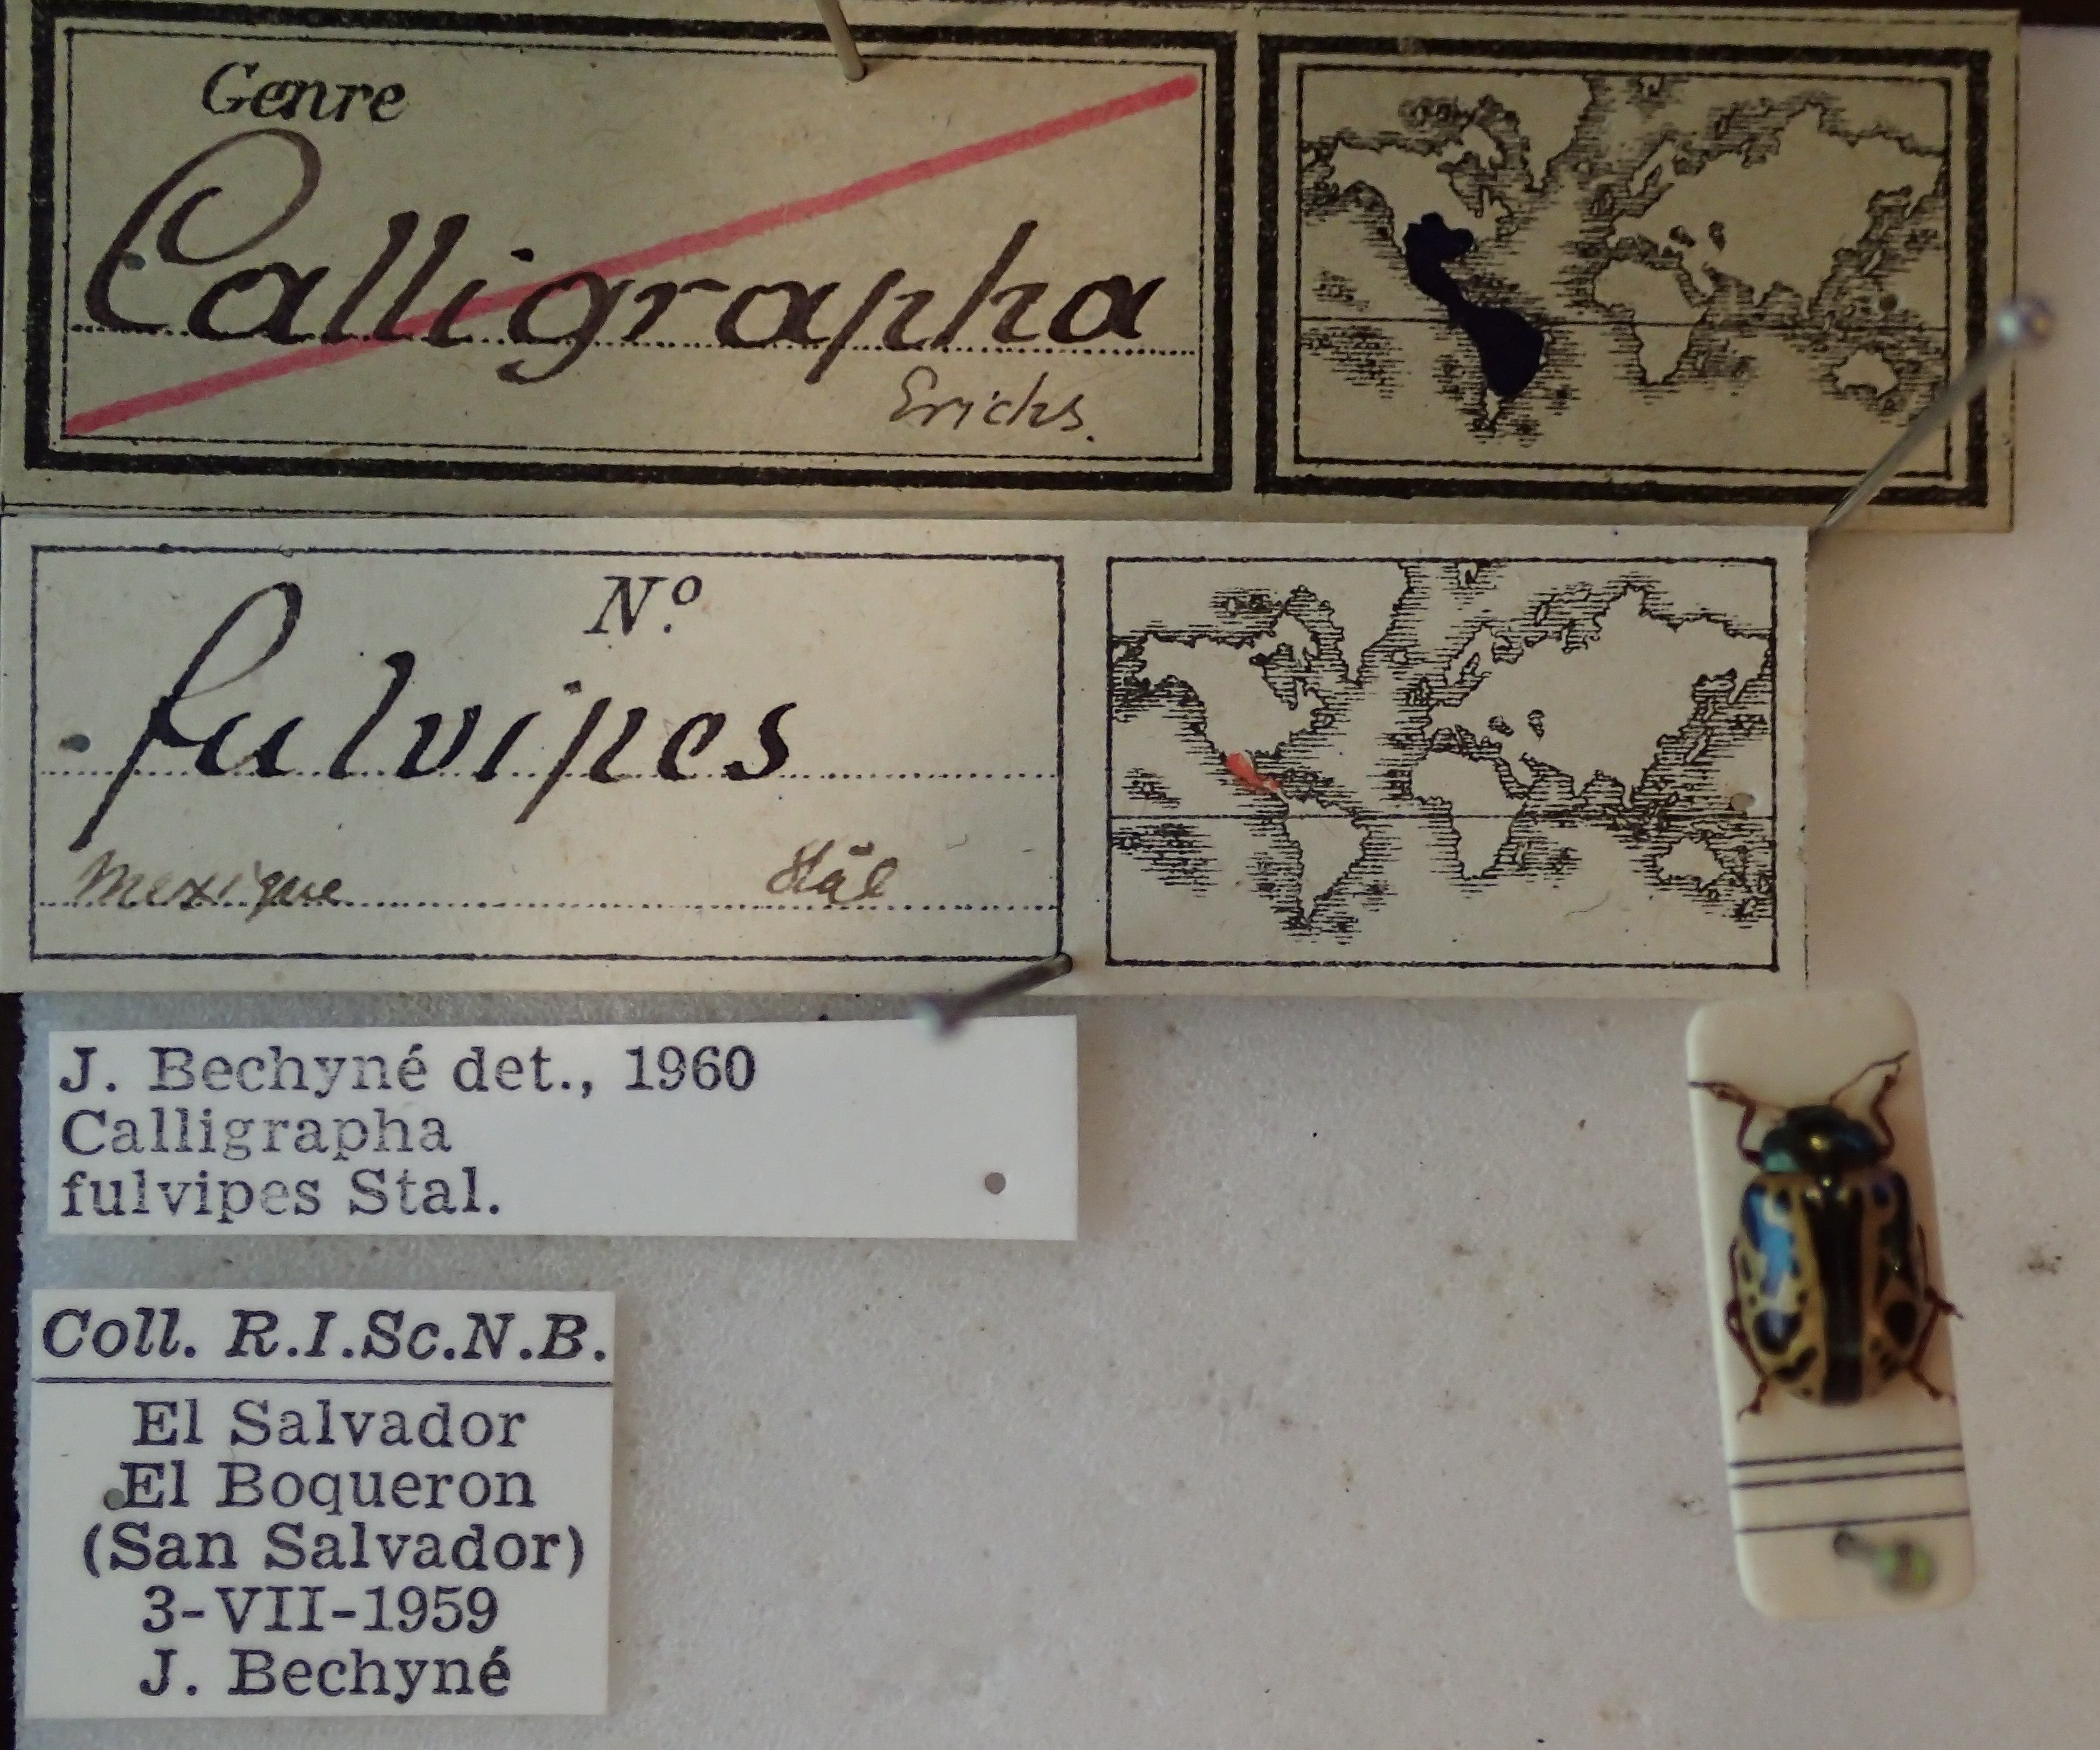 Genre
Calligrapha
Erichs.
No.
fulvipes
Mexique Stål
J. Bechyné det., 1960
Calligrapha
fulvipes Stal.
Coll. R.I.Sc.N.B.
El Salvador
El Boqueron
(San Salvador)
3-VII-1959
J. Bechyné